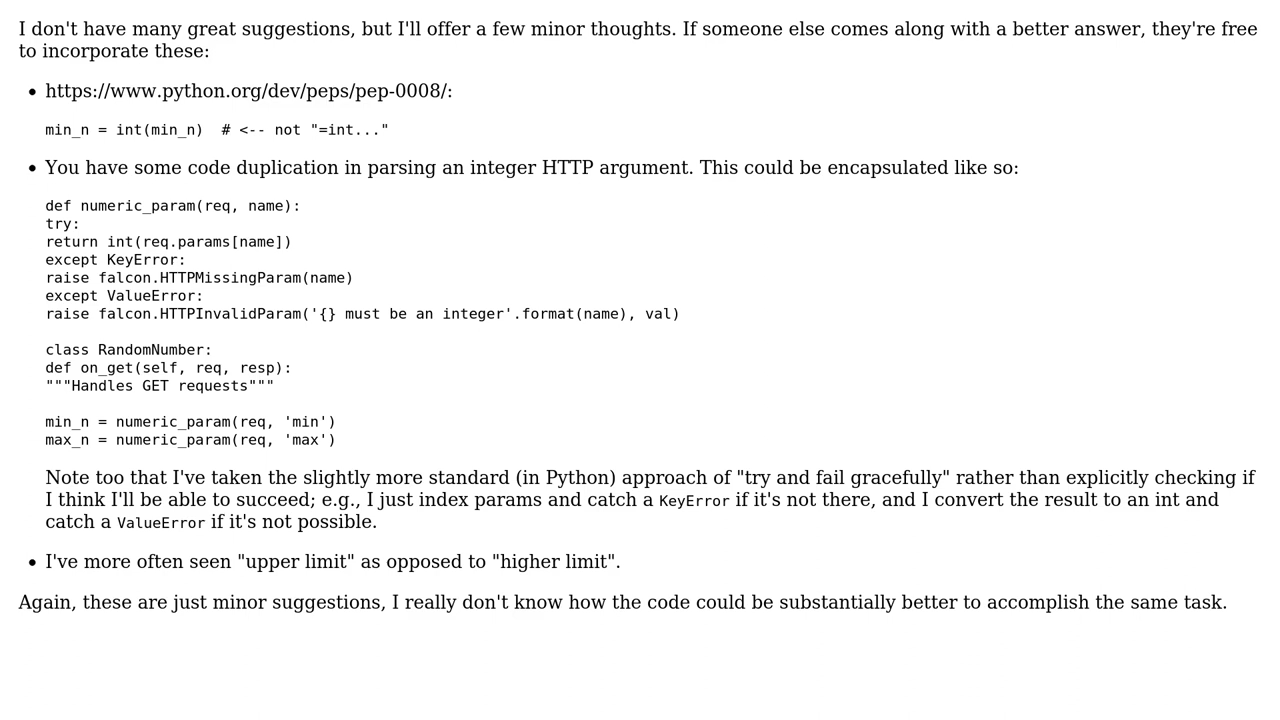 I don't have many great suggestions, but I'll offer a few minor thoughts. If someone else comes along with a better answer, they're free
to incorporate these:
• https://www.python.org/dev/peps/pep-0008/:
min_n = int(min_n)  # <-- not "=int..."
• You have some code duplication in parsing an integer HTTP argument. This could be encapsulated like so:
def numeric_param(req, name):
try:
return int(req.params[name])
except KeyError:
raise falcon.HTTPMissingParam(name)
except ValueError:
raise falcon.HTTPInvalidParam('{} must be an integer'.format(name), val)
class RandomNumber:
def on_get(self, req, resp):
"""Handles GET requests"""
min_n = numeric_param(req, 'min')
max_n = numeric_param(req, 'max')
Note too that I've taken the slightly more standard (in Python) approach of "try and fail gracefully" rather than explicitly checking if
I think I'll be able to succeed; e.g., I just index params and catch a KeyError if it's not there, and I convert the result to an int and
catch a ValueError if it's not possible.
• I've more often seen "upper limit" as opposed to "higher limit".
Again, these are just minor suggestions, I really don't know how the code could be substantially better to accomplish the same task.